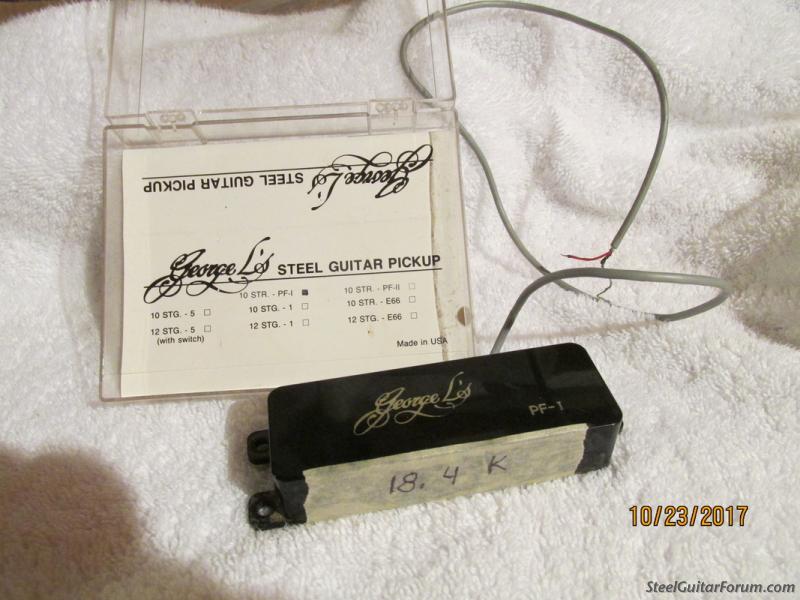 George L's STEEL GUITAR PICKUP
George L's STEEL GUITAR PICKUP
10 STR. - PF-I ■ 10 STR. - PF-II □
10 STG. - 5 □ 10 STG. - 1 □ 10 STR. - E66 □
12 STG. - 5 □ 12 STG. - 1 □ 12 STG. - E66 □
(with switch)
Made in USA
George L's
PF-1
18.4 K
10/23/2017
SteelGuitarForum.com